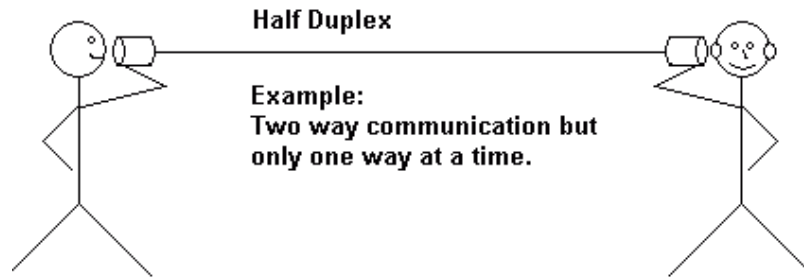 Half Duplex
Example:
Two way communication but
only one way at a time.